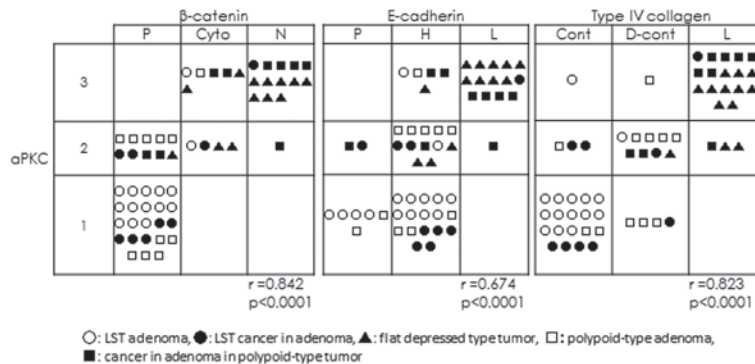 β-catenin E-cadherin Type IV collagen
P Cyto N P H L Cont D-cont L
3
aPKC 2
1
r =0.842 r =0.674 r =0.823
p<0.0001 p<0.0001 p<0.0001
○: LST adenoma, ●: LST cancer in adenoma, ▲: flat depressed type tumor, □: polypoid-type adenoma,
■: cancer in adenoma in polypoid-type tumor